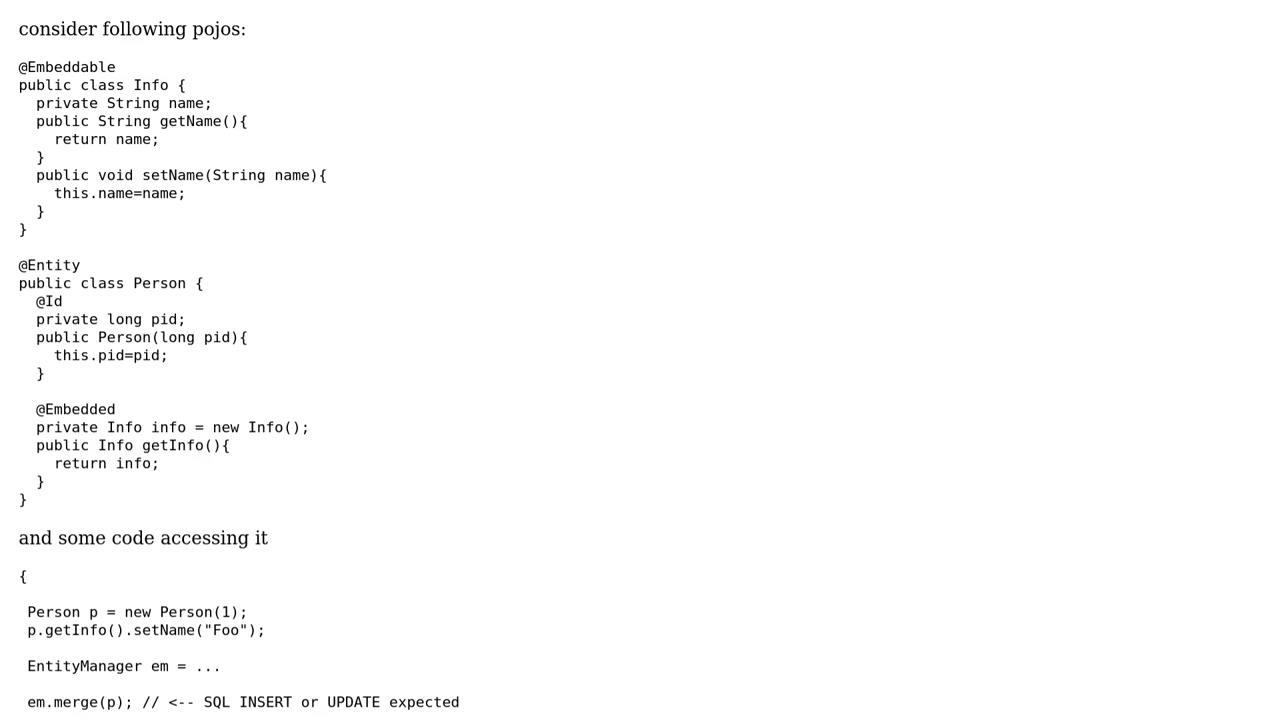 consider following pojos:
@Embeddable
public class Info {
  private String name;
  public String getName(){
    return name;
  }
  public void setName(String name){
    this.name=name;
  }
}
@Entity
public class Person {
  @Id
  private long pid;
  public Person(long pid){
    this.pid=pid;
  }
  @Embedded
  private Info info = new Info();
  public Info getInfo(){
    return info;
  }
}
and some code accessing it
{
 Person p = new Person(1);
 p.getInfo().setName("Foo");
 EntityManager em = ...
 em.merge(p); // <-- SQL INSERT or UPDATE expected